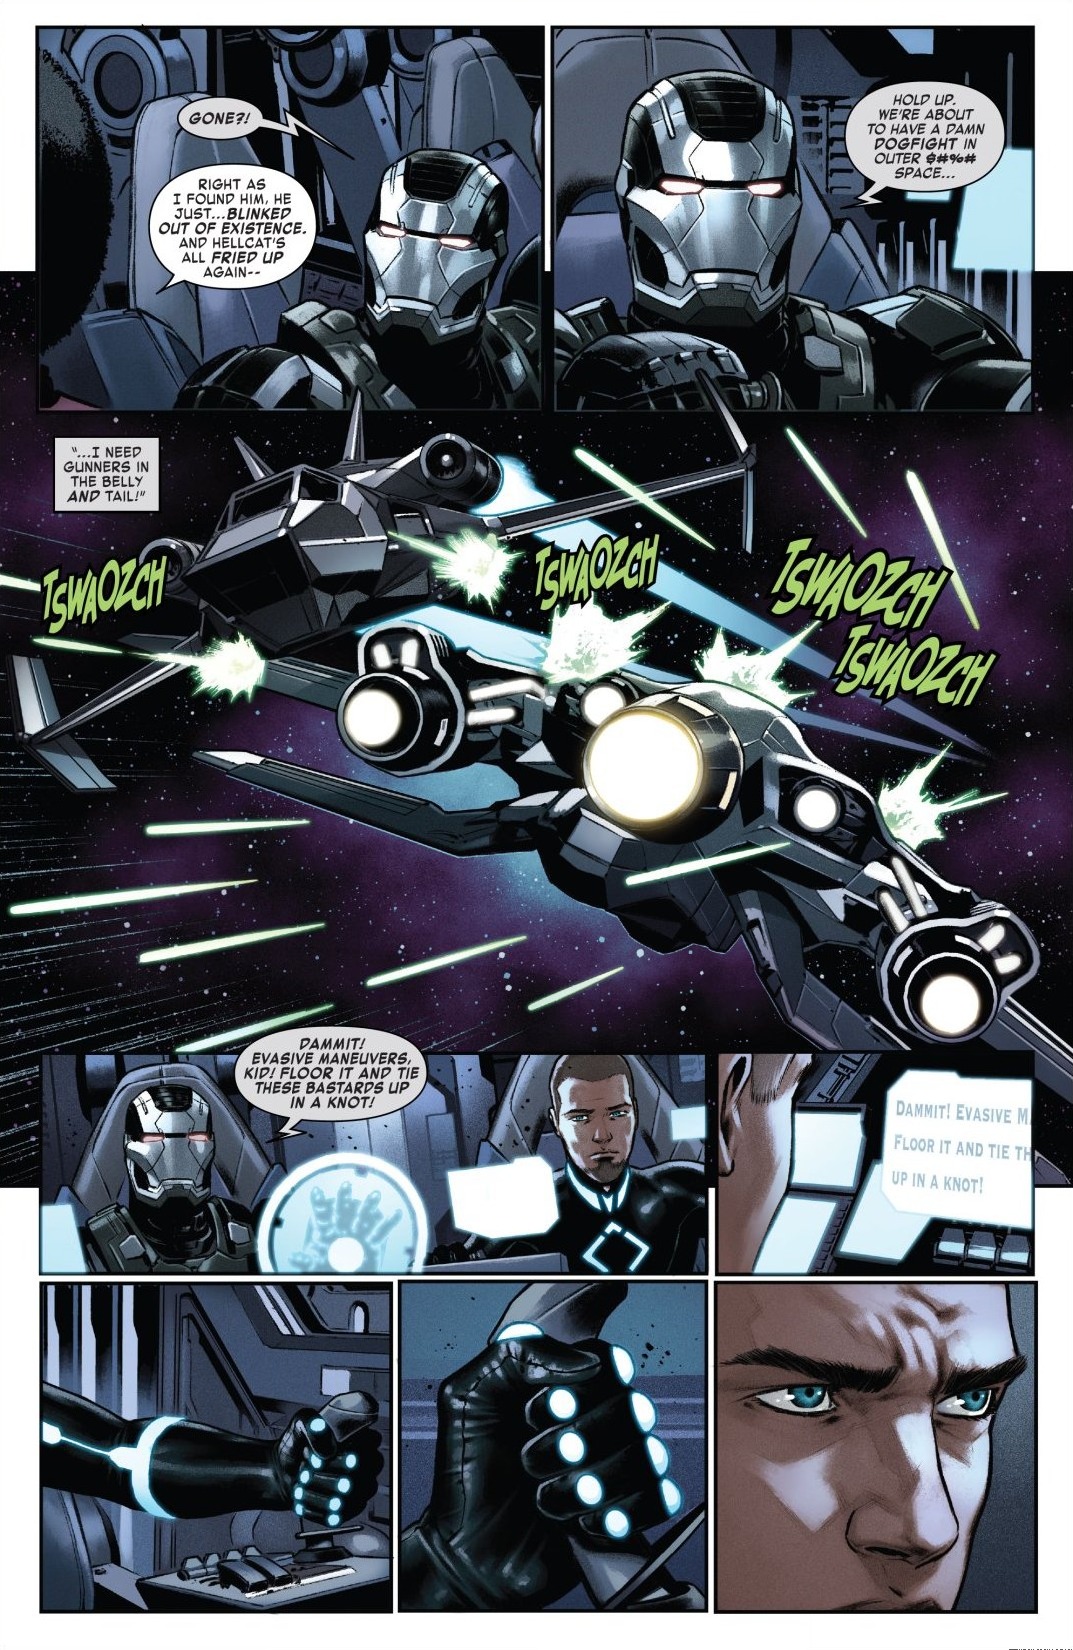 GONE?!
RIGHT AS
I FOUND HIM, HE
JUST...BLINKED
OUT OF EXISTENCE.
AND HELLCAT'S
ALL FRIED UP
AGAIN--
HOLD UP.
WE'RE ABOUT
TO HAVE A DAMN
DOGFIGHT IN
OUTER $#%#
SPACE...
"...I NEED
GUNNERS IN
THE BELLY
AND TAIL!"
TSWAOZCH
TSWAOZCH
TSWAOZCH
TSWAOZCH
DAMMIT!
EVASIVE MANEUVERS,
KID! FLOOR IT AND TIE
THESE BASTARDS UP
IN A KNOT!
DAMMIT! EVASIVE M
FLOOR IT AND TIE TH
UP IN A KNOT!